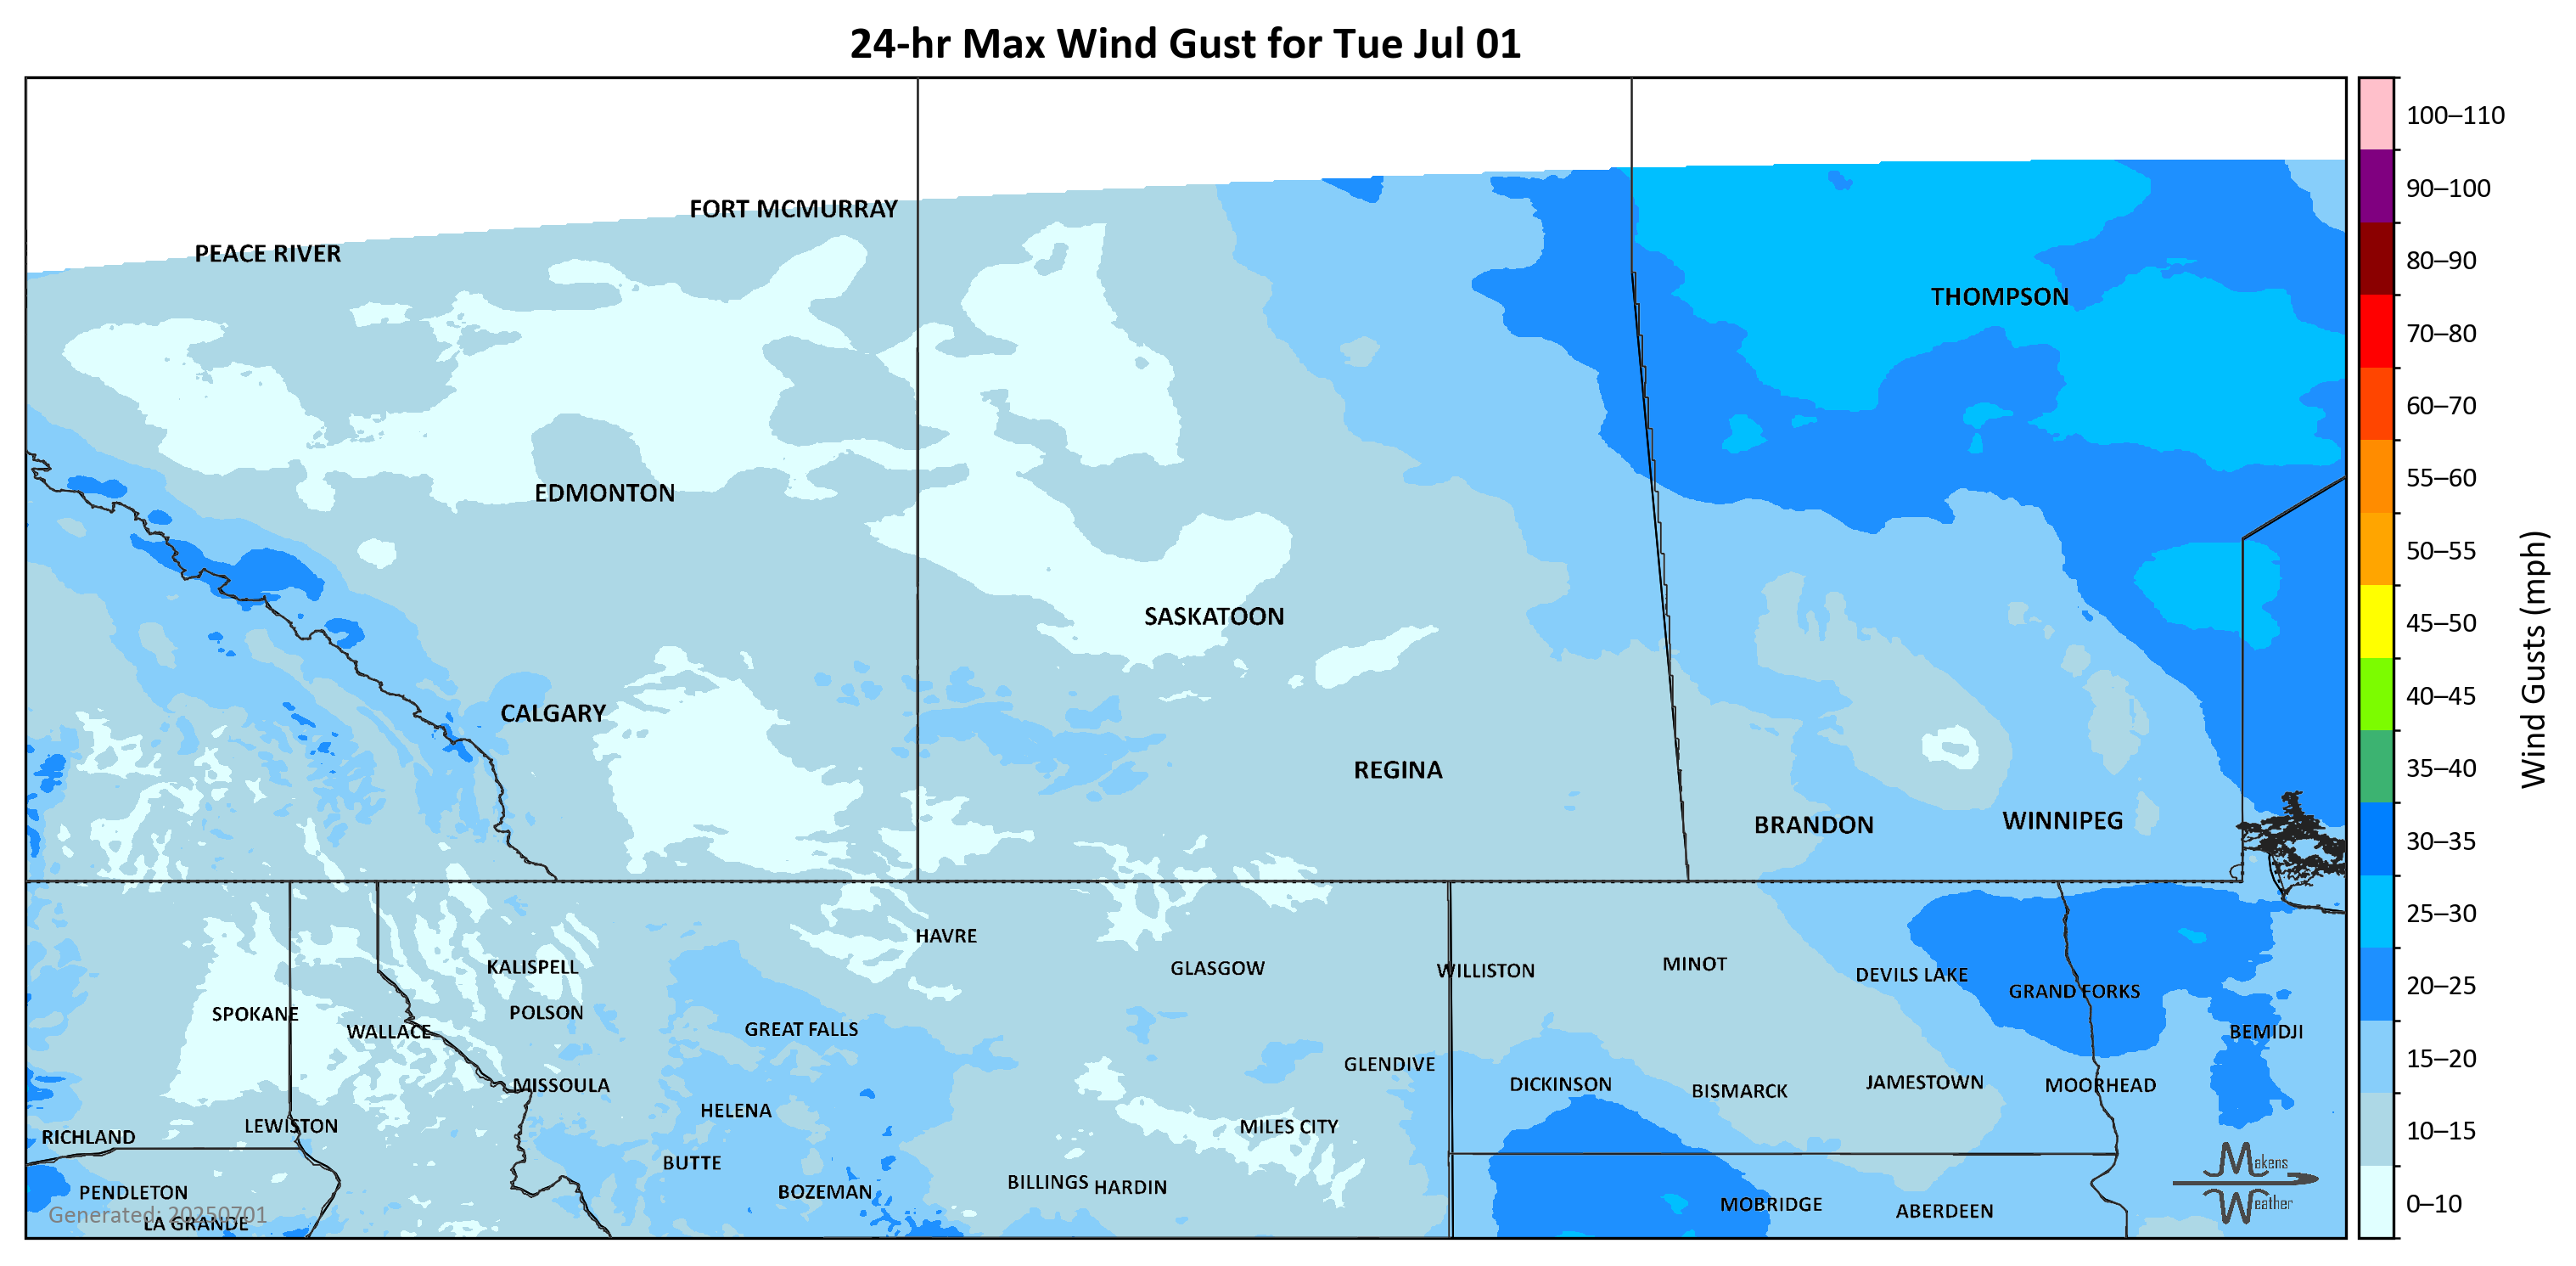 24-hr Max Wind Gust for Tue Jul 01
FORT MCMURRAY
PEACE RIVER
THOMPSON
EDMONTON
SASKATOON
CALGARY
REGINA
BRANDON
WINNIPEG
HAVRE
KALISPELL
GLASGOW
WILLISTON
MINOT
DEVILS LAKE
GRAND FORKS
SPOKANE
POLSON
WALLACE
GREAT FALLS
BEMIDJI
GLENDIVE
MISSOULA
DICKINSON
BISMARCK
JAMESTOWN
MOORHEAD
HELENA
LEWISTON
MILES CITY
RICHLAND
BUTTE
PENDLETON
BOZEMAN
BILLINGS
HARDIN
MOBRIDGE
ABERDEEN
Generated: 20250701
LA GRANDE
Makens
Weather
100–110
90–100
80–90
70–80
60–70
55–60
50–55
45–50
40–45
35–40
30–35
25–30
20–25
15–20
10–15
0–10
Wind Gusts (mph)